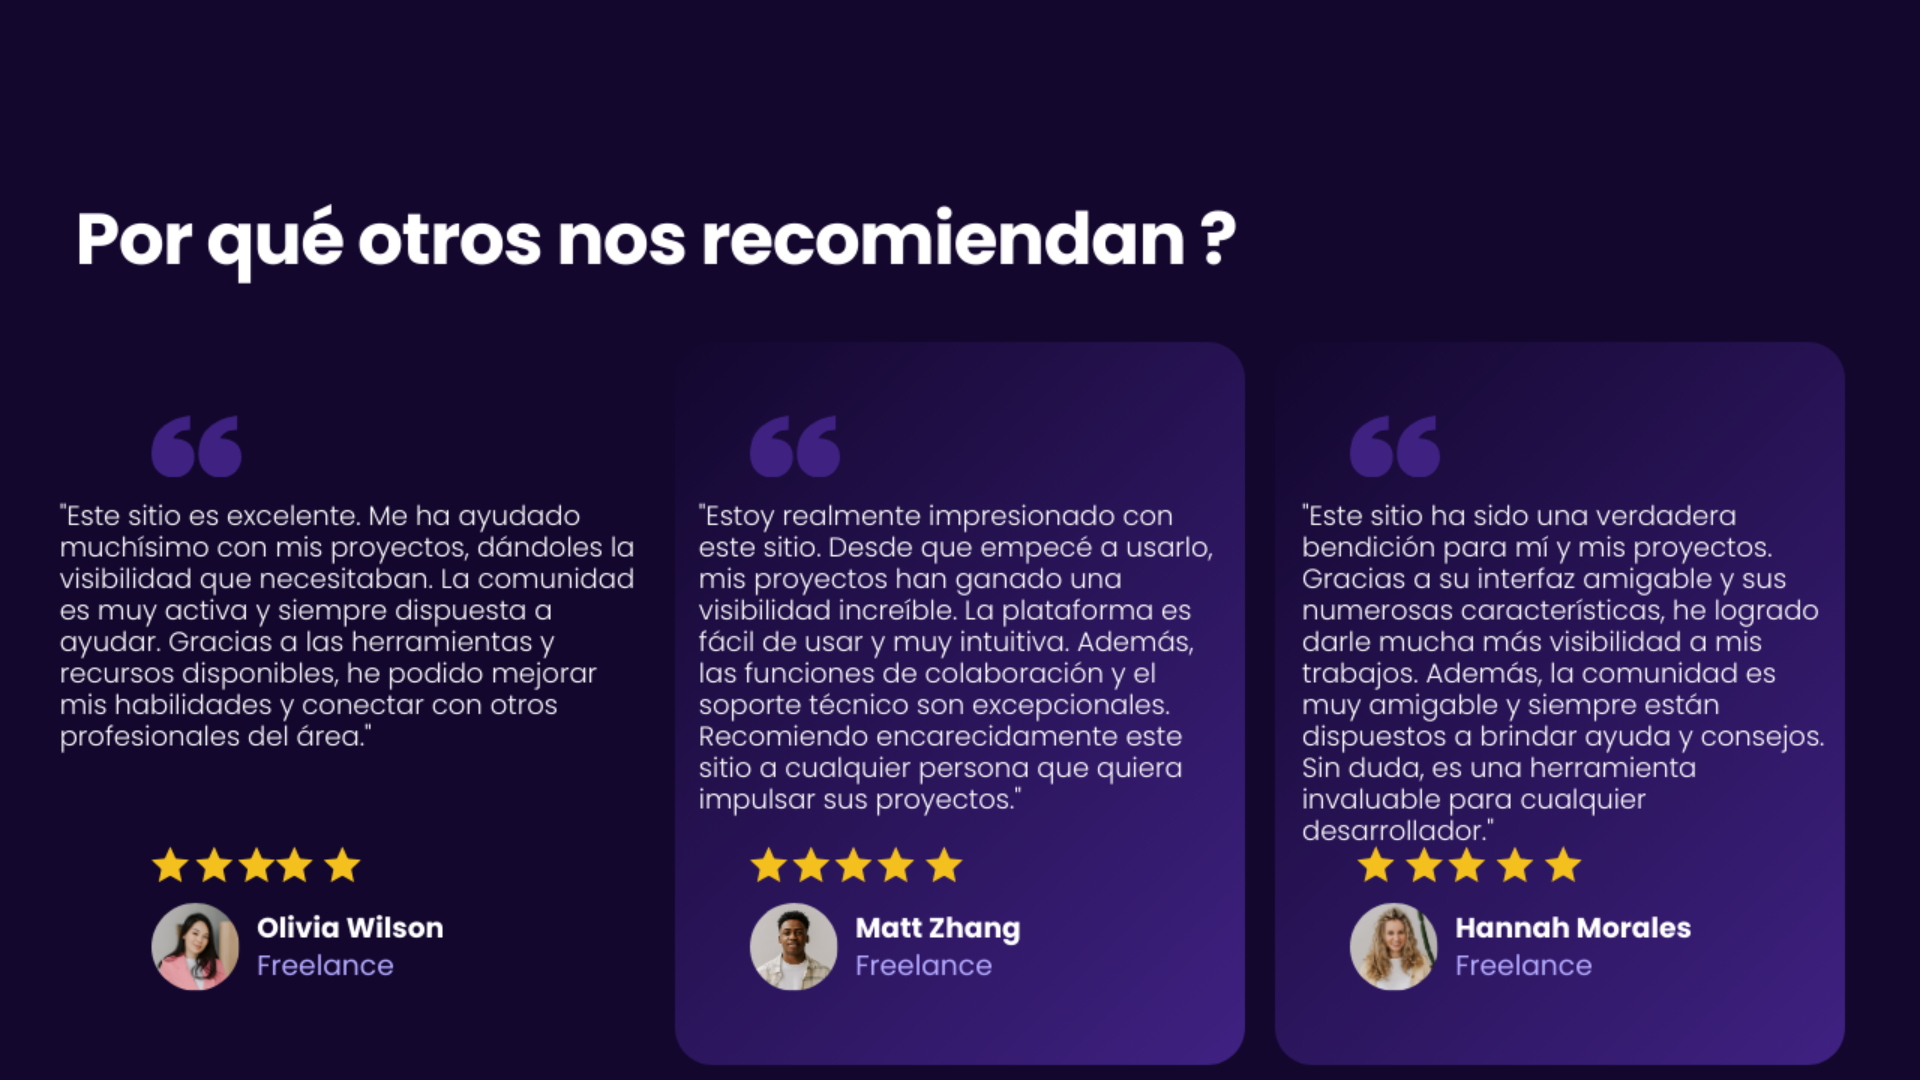 Por qué otros nos recomiendan ?
"Este sitio es excelente. Me ha ayudado
muchísimo con mis proyectos, dándoles la
visibilidad que necesitaban. La comunidad
es muy activa y siempre dispuesta a
ayudar. Gracias a las herramientas y
recursos disponibles, he podido mejorar
mis habilidades y conectar con otros
profesionales del área."
Olivia Wilson
Freelance
"Estoy realmente impresionado con
este sitio. Desde que empecé a usarlo,
mis proyectos han ganado una
visibilidad increíble. La plataforma es
fácil de usar y muy intuitiva. Además,
las funciones de colaboración y el
soporte técnico son excepcionales.
Recomiendo encarecidamente este
sitio a cualquier persona que quiera
impulsar sus proyectos."
Matt Zhang
Freelance
"Este sitio ha sido una verdadera
bendición para mí y mis proyectos.
Gracias a su interfaz amigable y sus
numerosas características, he logrado
darle mucha más visibilidad a mis
trabajos. Además, la comunidad es
muy amigable y siempre están
dispuestos a brindar ayuda y consejos.
Sin duda, es una herramienta
invaluable para cualquier
desarrollador."
Hannah Morales
Freelance